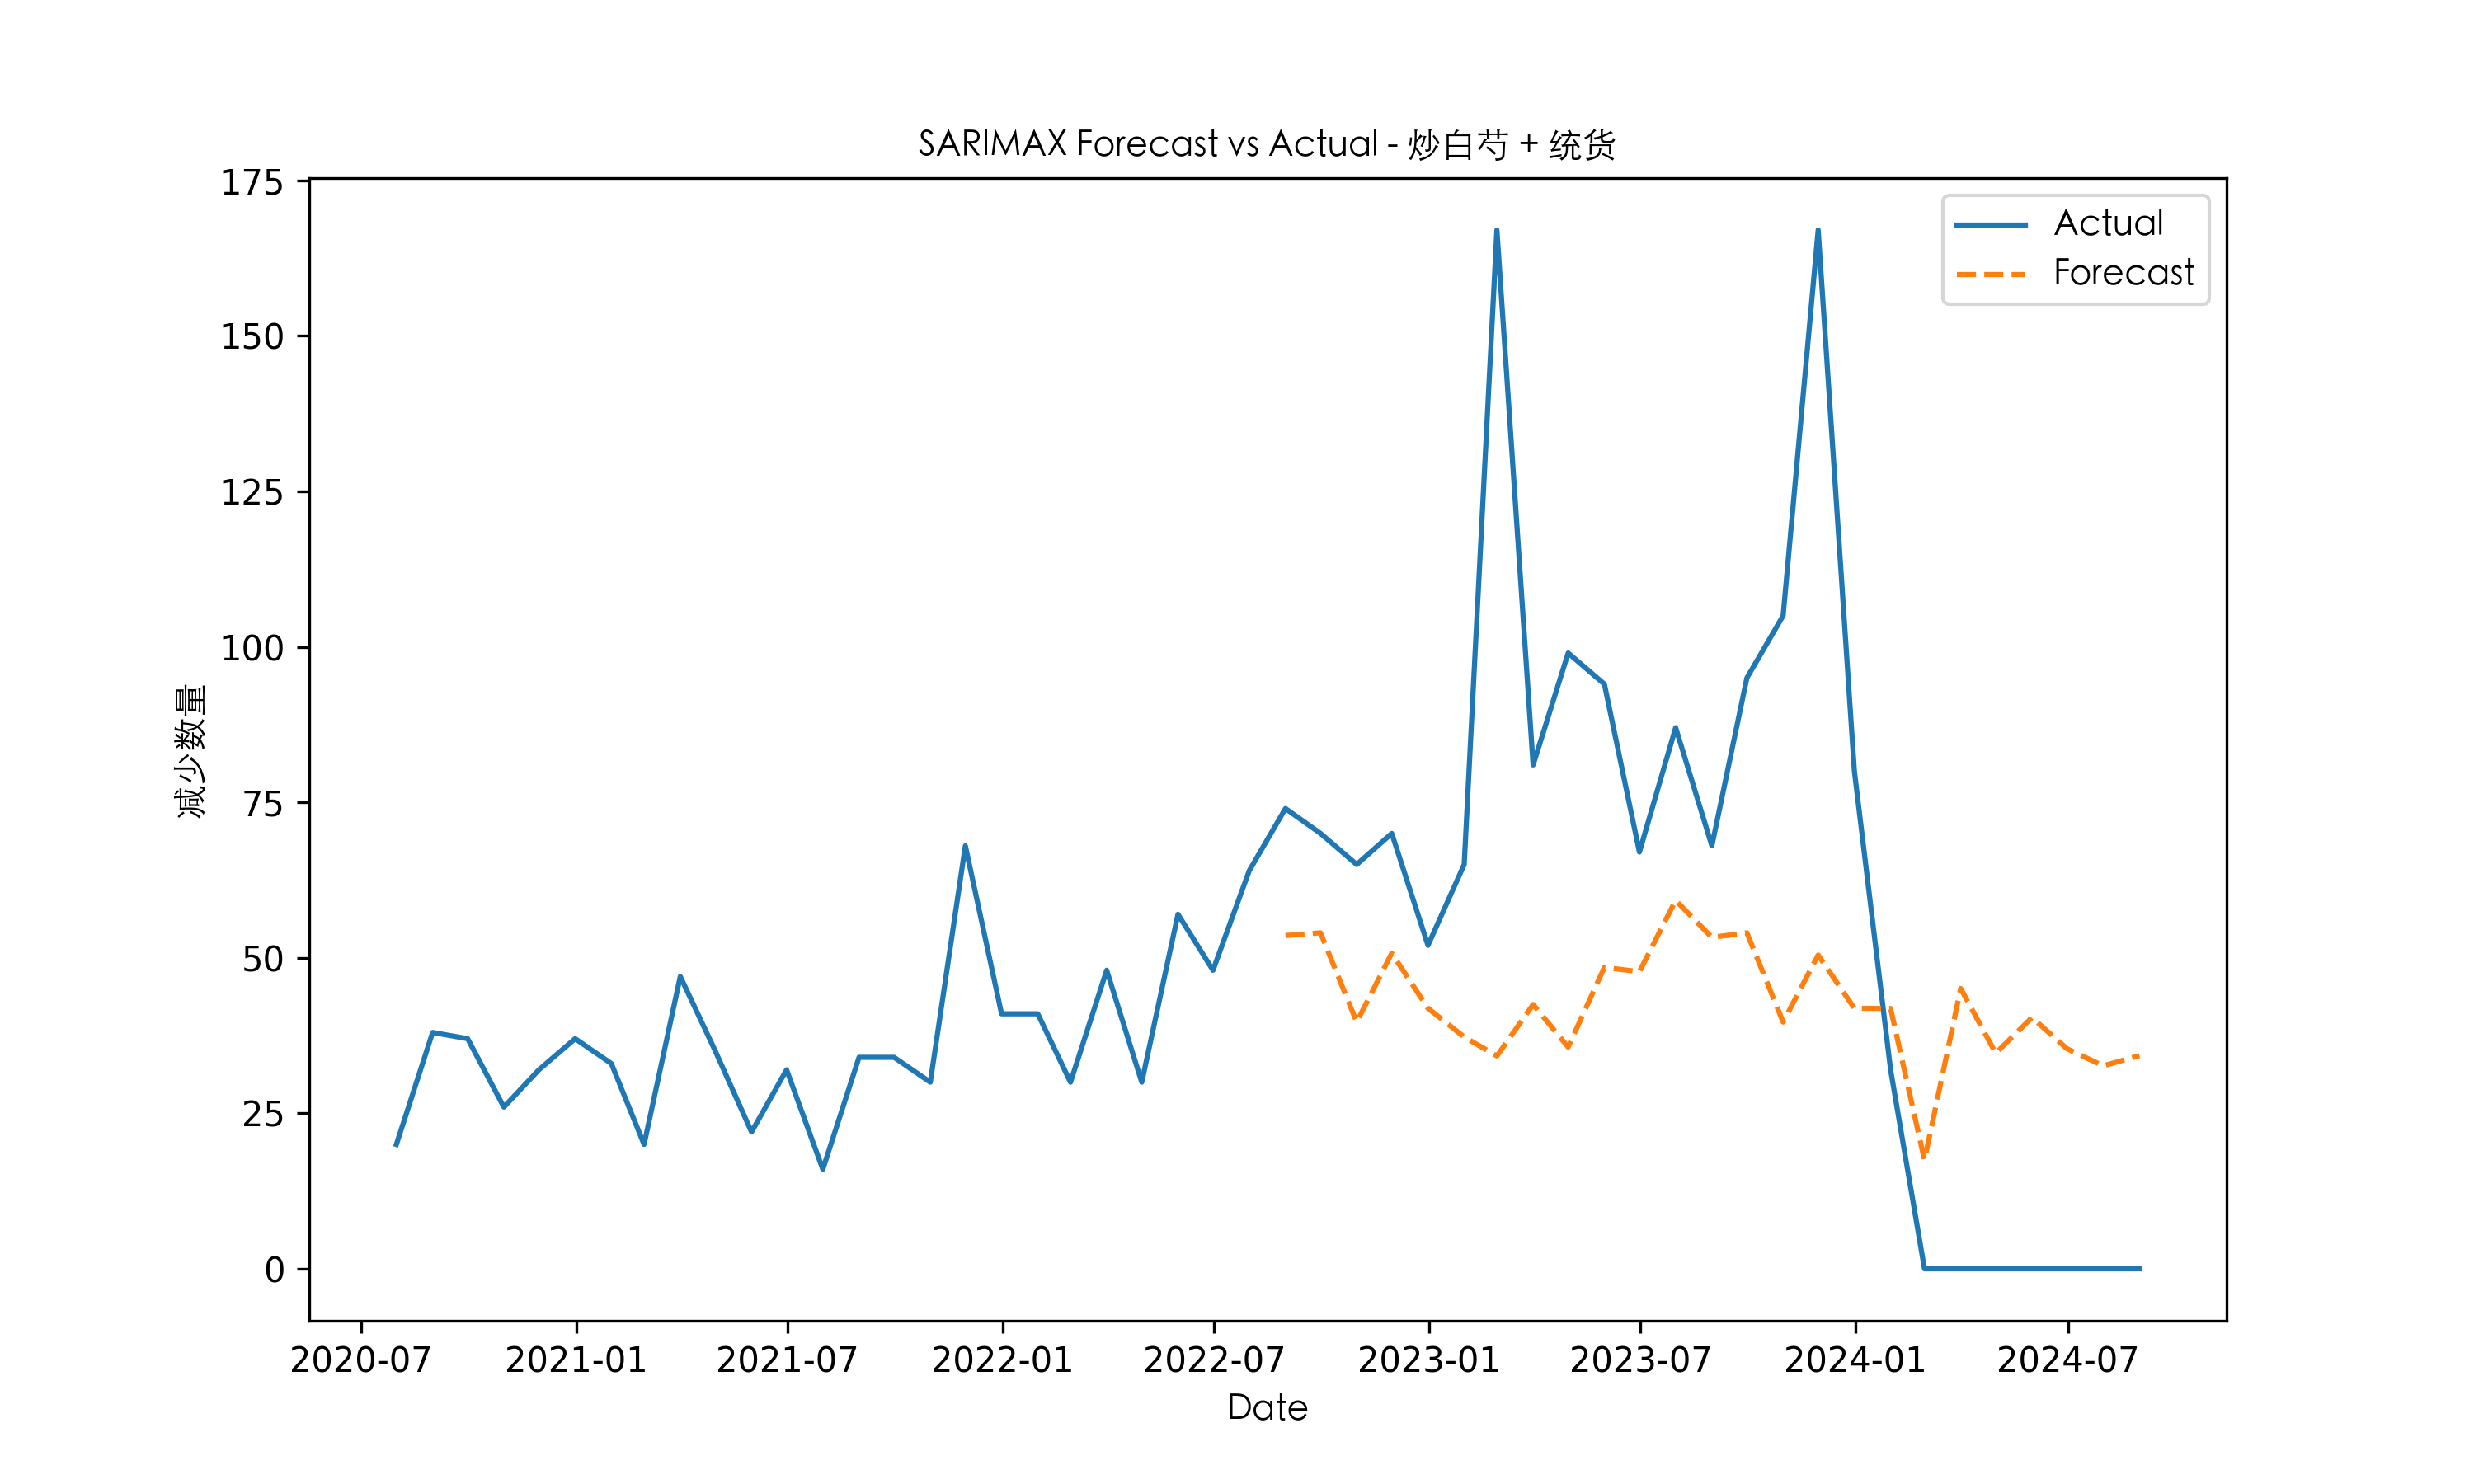 SARIMAX Forecast vs Actual - 炒白芍 + 统货
Actual
Forecast
减少数量
175
150
125
100
75
50
25
0
2020-07 2021-01 2021-07 2022-01 2022-07 2023-01 2023-07 2024-01 2024-07
Date